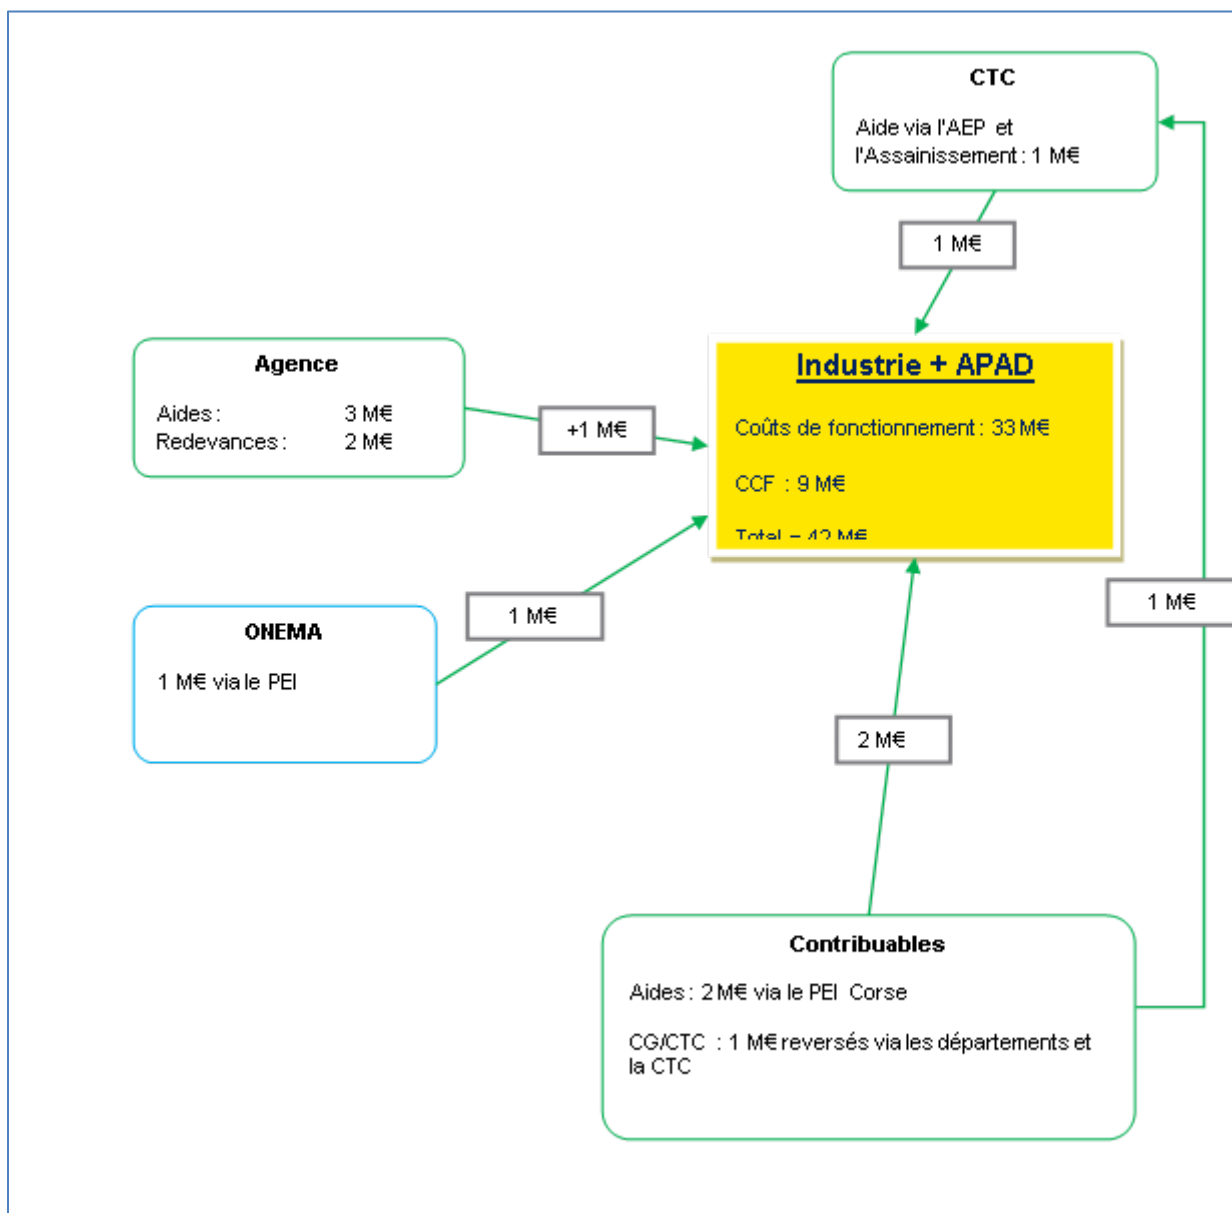 CTC
Aide via l'AEP et
l'Assainissement : 1 M€
1 M€
Agence
Aides : 3 M€
Redevances : 2 M€
+1 M€
Industrie + APAD
Coûts de fonctionnement : 33 M€
CCF : 9 M€
Total = 42 M€
ONEMA
1 M€ via le PEI
1 M€
1 M€
2 M€
Contribuables
Aides : 2 M€ via le PEI Corse
CG/CTC : 1 M€ reversés via les départements et
la CTC